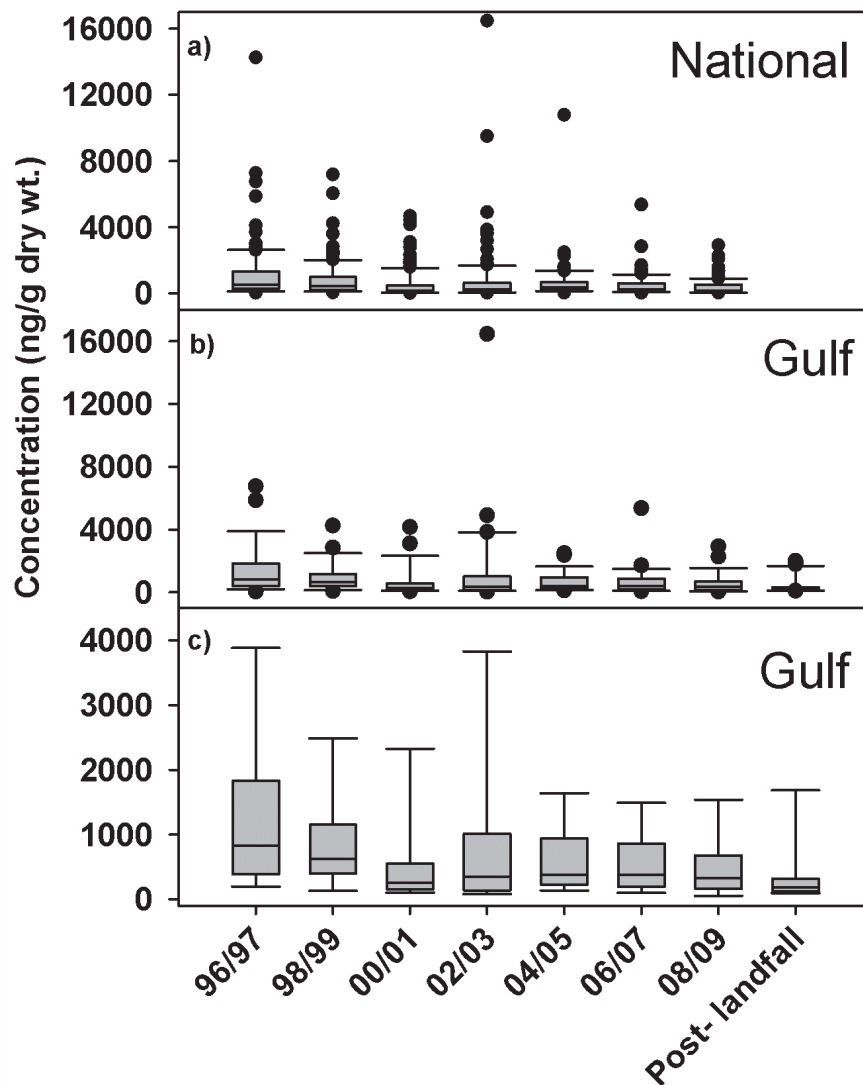 Concentration (ng/g dry wt.)
a)
National
16000
12000
8000
4000
0
b)
Gulf
16000
12000
8000
4000
0
c)
Gulf
4000
3000
2000
1000
0
96/97
98/99
00/01
02/03
04/05
06/07
08/09
Post- landfall